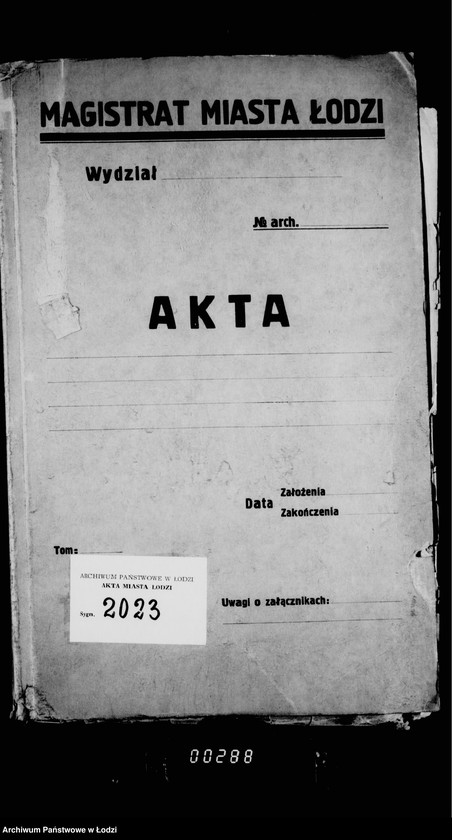 MAGISTRAT MIASTA ŁODZI
Wydział
№ arch.
AKTA
Data Założenia
Zakończenia
Tom:
ARCHIWUM PAŃSTWOWE W ŁODZI
AKTA MIASTA ŁODZI
Sygn. 2023
Uwagi o załącznikach:
00288
Archiwum Państwowe w Łodzi